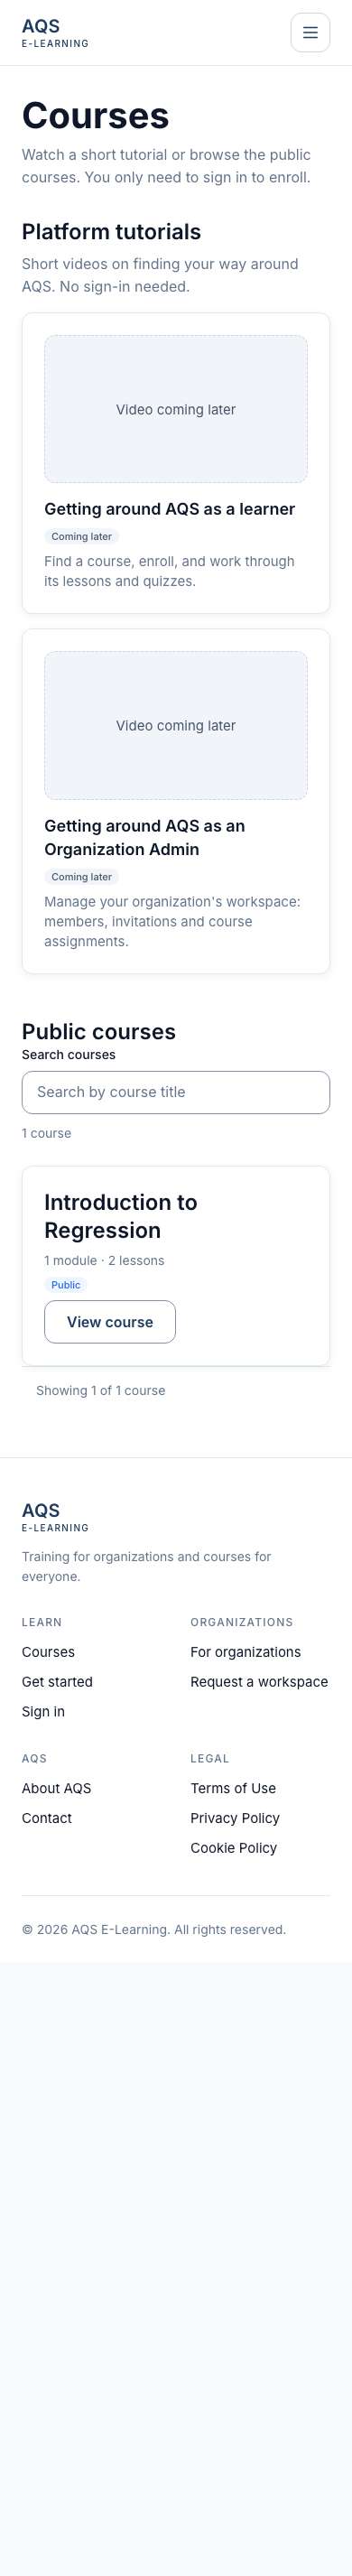 AQS
E-LEARNING
Courses
Watch a short tutorial or browse the public
courses. You only need to sign in to enroll.
Platform tutorials
Short videos on finding your way around
AQS. No sign-in needed.
Video coming later
Getting around AQS as a learner
Coming later
Find a course, enroll, and work through
its lessons and quizzes.
Video coming later
Getting around AQS as an
Organization Admin
Coming later
Manage your organization's workspace:
members, invitations and course
assignments.
Public courses
Search courses
Search by course title
1 course
Introduction to
Regression
1 module · 2 lessons
Public
View course
Showing 1 of 1 course
AQS
E-LEARNING
Training for organizations and courses for
everyone.
LEARN
Courses
Get started
Sign in
ORGANIZATIONS
For organizations
Request a workspace
AQS
About AQS
Contact
LEGAL
Terms of Use
Privacy Policy
Cookie Policy
© 2026 AQS E-Learning. All rights reserved.